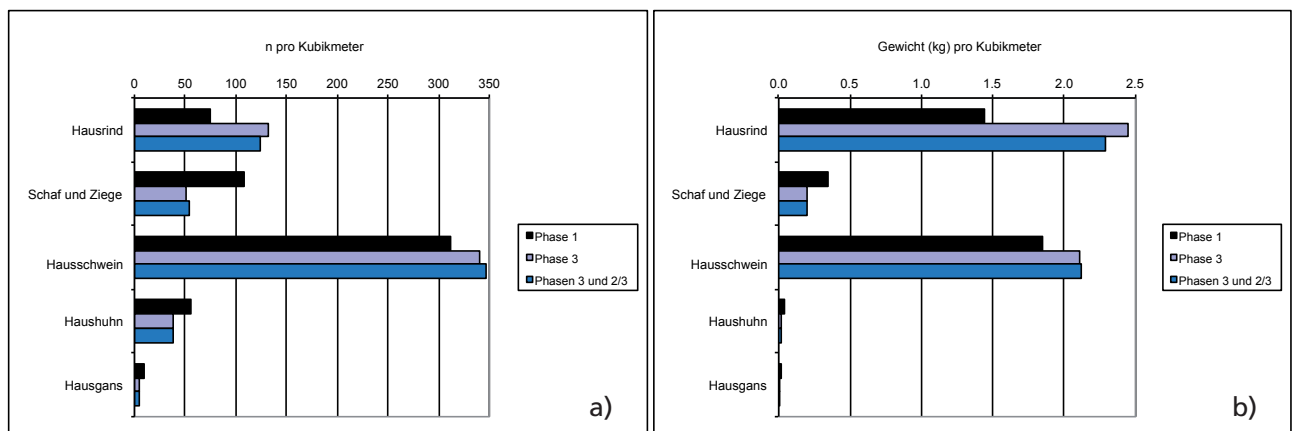 n pro Kubikmeter
0 50 100 150 200 250 300 350
Hausrind
Schaf und Ziege
Hausschwein
Haushuhn
Hausgans
Phase 1
Phase 3
Phasen 3 und 2/3
a)
Gewicht (kg) pro Kubikmeter
0.0 0.5 1.0 1.5 2.0 2.5
Hausrind
Schaf und Ziege
Hausschwein
Haushuhn
Hausgans
Phase 1
Phase 3
Phasen 3 und 2/3
b)